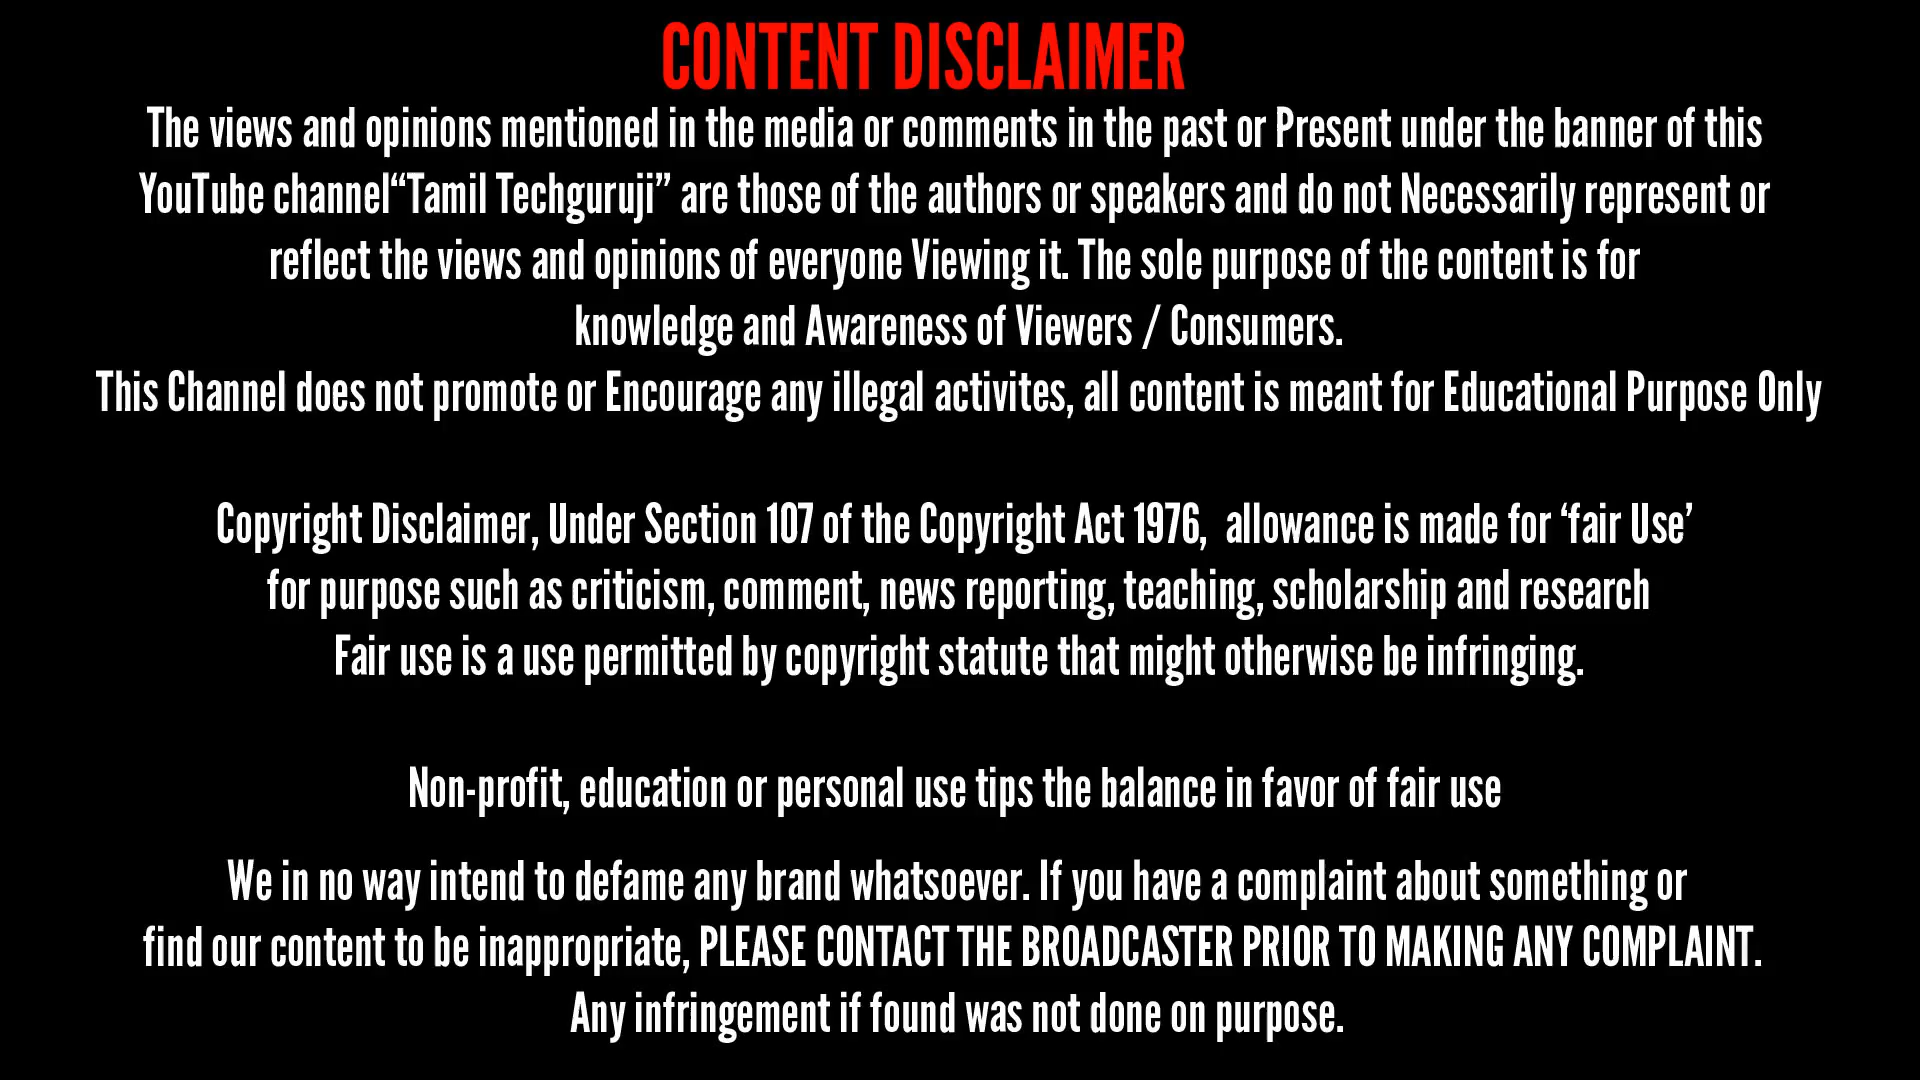 CONTENT DISCLAIMER
The views and opinions mentioned in the media or comments in the past or Present under the banner of this
YouTube channel“Tamil Techguruji” are those of the authors or speakers and do not Necessarily represent or
reflect the views and opinions of everyone Viewing it. The sole purpose of the content is for
knowledge and Awareness of Viewers / Consumers.
This Channel does not promote or Encourage any illegal activites, all content is meant for Educational Purpose Only
Copyright Disclaimer, Under Section 107 of the Copyright Act 1976, allowance is made for ‘fair Use’
for purpose such as criticism, comment, news reporting, teaching, scholarship and research
Fair use is a use permitted by copyright statute that might otherwise be infringing.
Non-profit, education or personal use tips the balance in favor of fair use
We in no way intend to defame any brand whatsoever. If you have a complaint about something or
find our content to be inappropriate, PLEASE CONTACT THE BROADCASTER PRIOR TO MAKING ANY COMPLAINT.
Any infringement if found was not done on purpose.